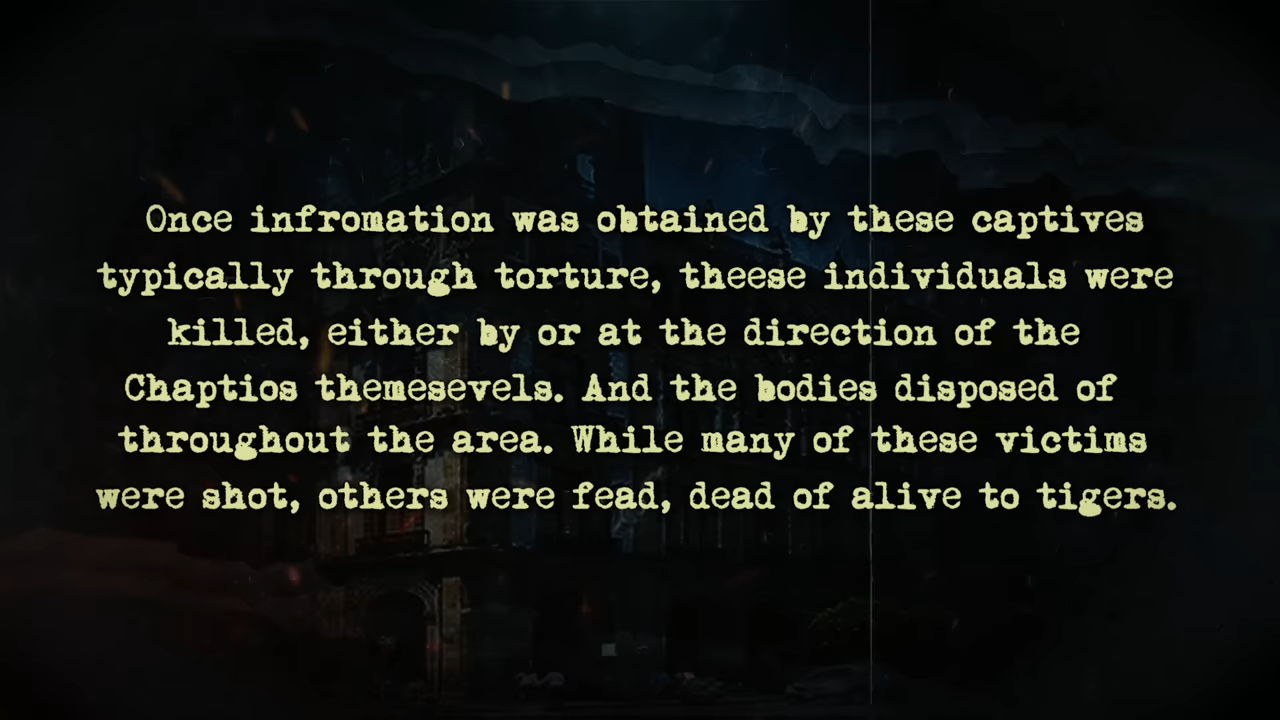 Once infromation was obtained by these captives
typically through torture, theese individuals were
killed, either by or at the direction of the
Chaptios themesevels. And the bodies disposed of
throughout the area. While many of these victims
were shot, others were fead, dead of alive to tigers.